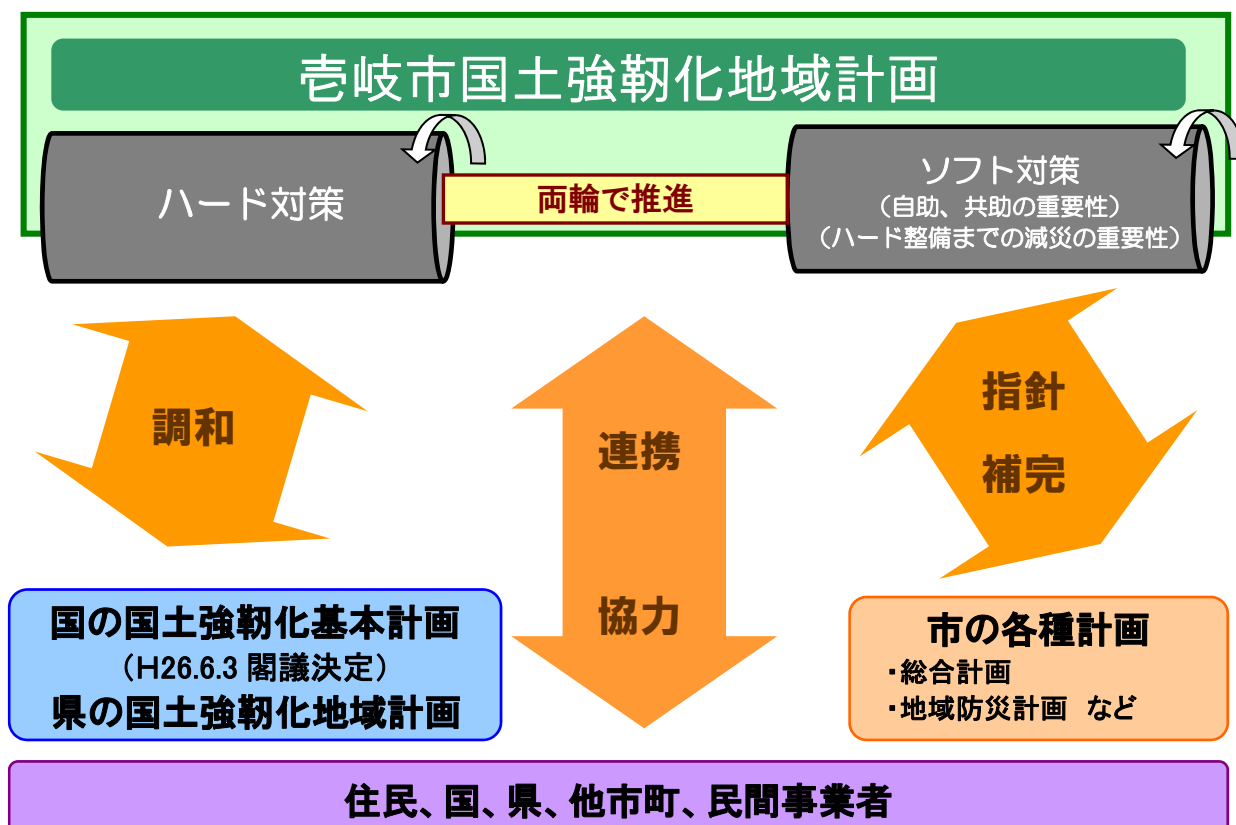 壱岐市国土強靭化地域計画
ハード対策
両輪で推進
ソフト対策
（自助、共助の重要性）
（ハード整備までの減災の重要性）
調和
連携
協力
指針
補完
国の国土強靭化基本計画
（H26.6.3 閣議決定）
県の国土強靭化地域計画
市の各種計画
・総合計画
・地域防災計画 など
住民、国、県、他市町、民間事業者